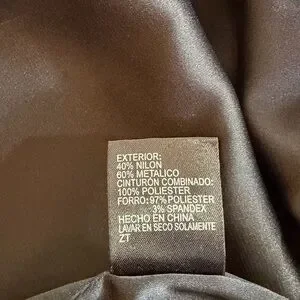 EXTERIOR:
40% NILON
60% METALICO
CINTURÓN COMBINADO:
100% POLIESTER
FORRO:97%POLIESTER
3% SPANDEX
HECHO EN CHINA
LAVAR EN SECO SOLAMENTE
ZT